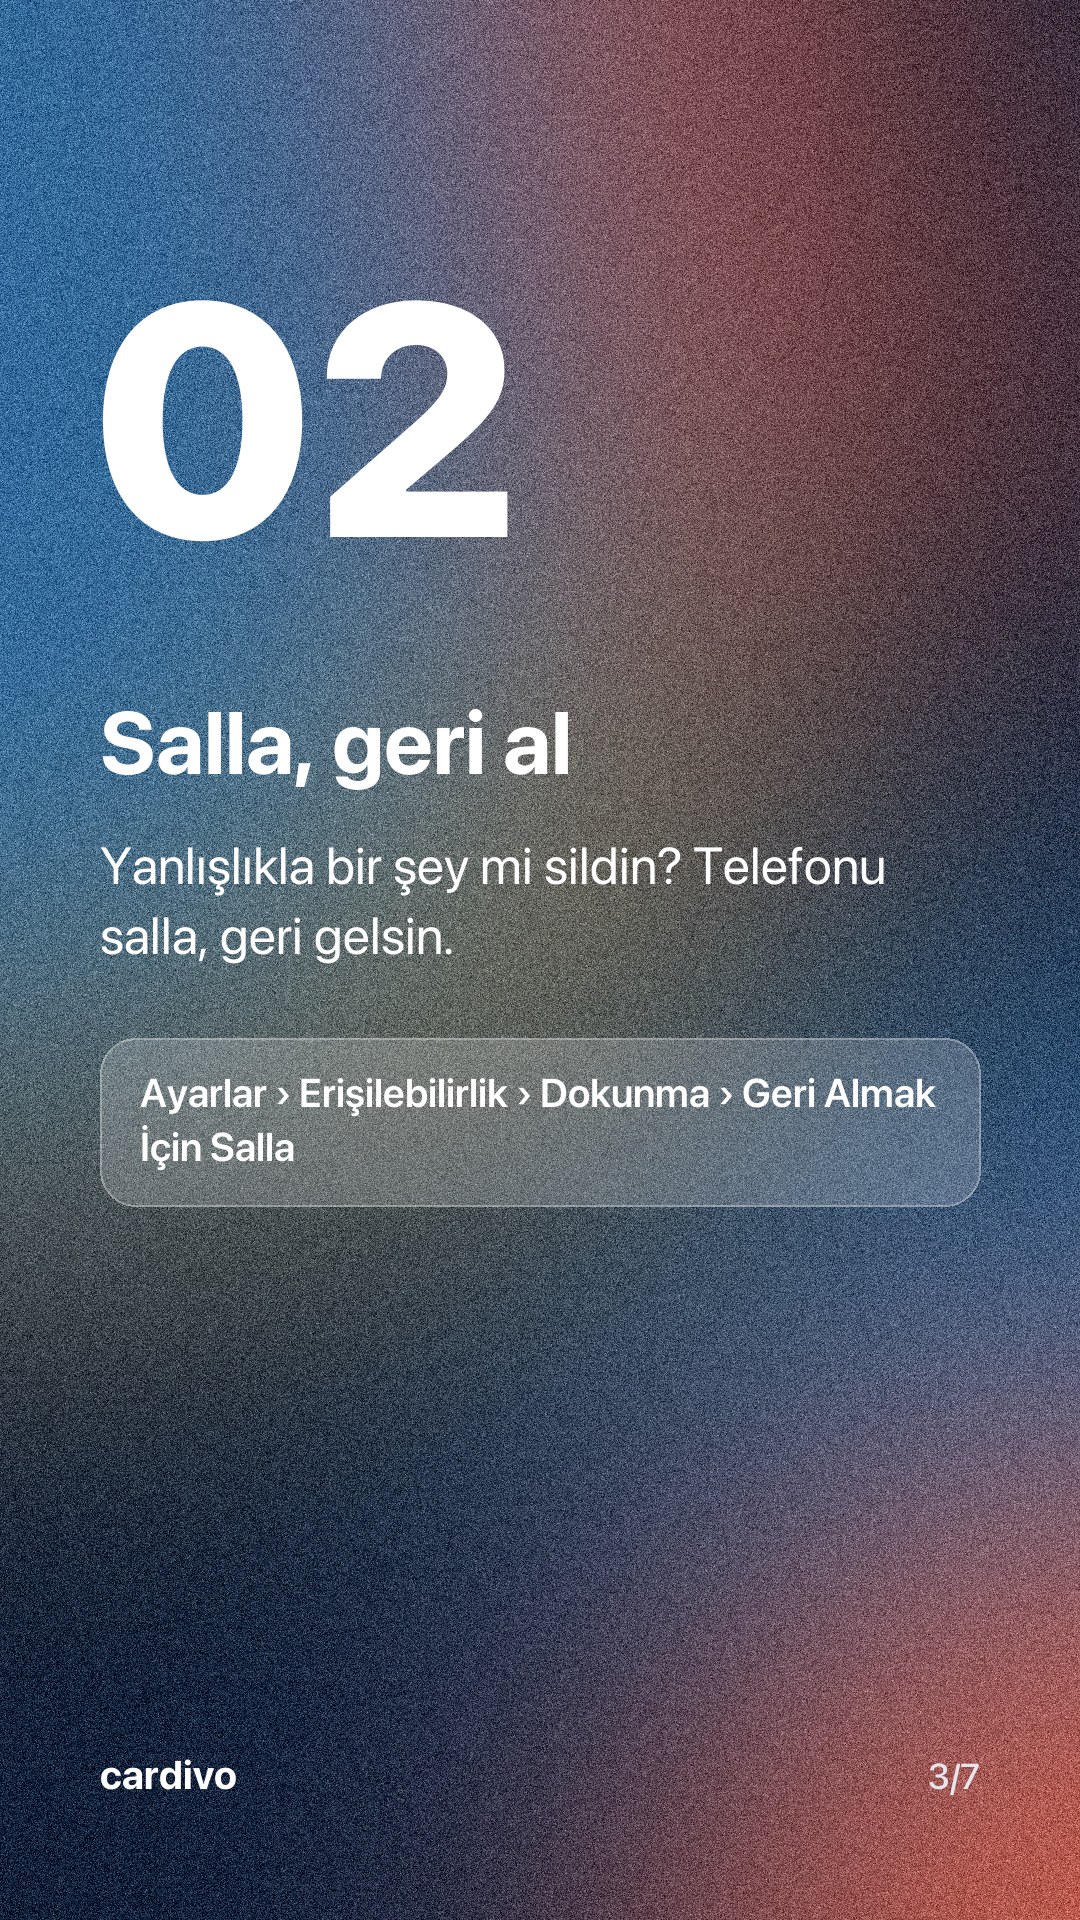 02
Salla, geri al
Yanlışlıkla bir şey mi sildin? Telefonu
salla, geri gelsin.
Ayarlar › Erişilebilirlik › Dokunma › Geri Almak
İçin Salla
cardivo
3/7